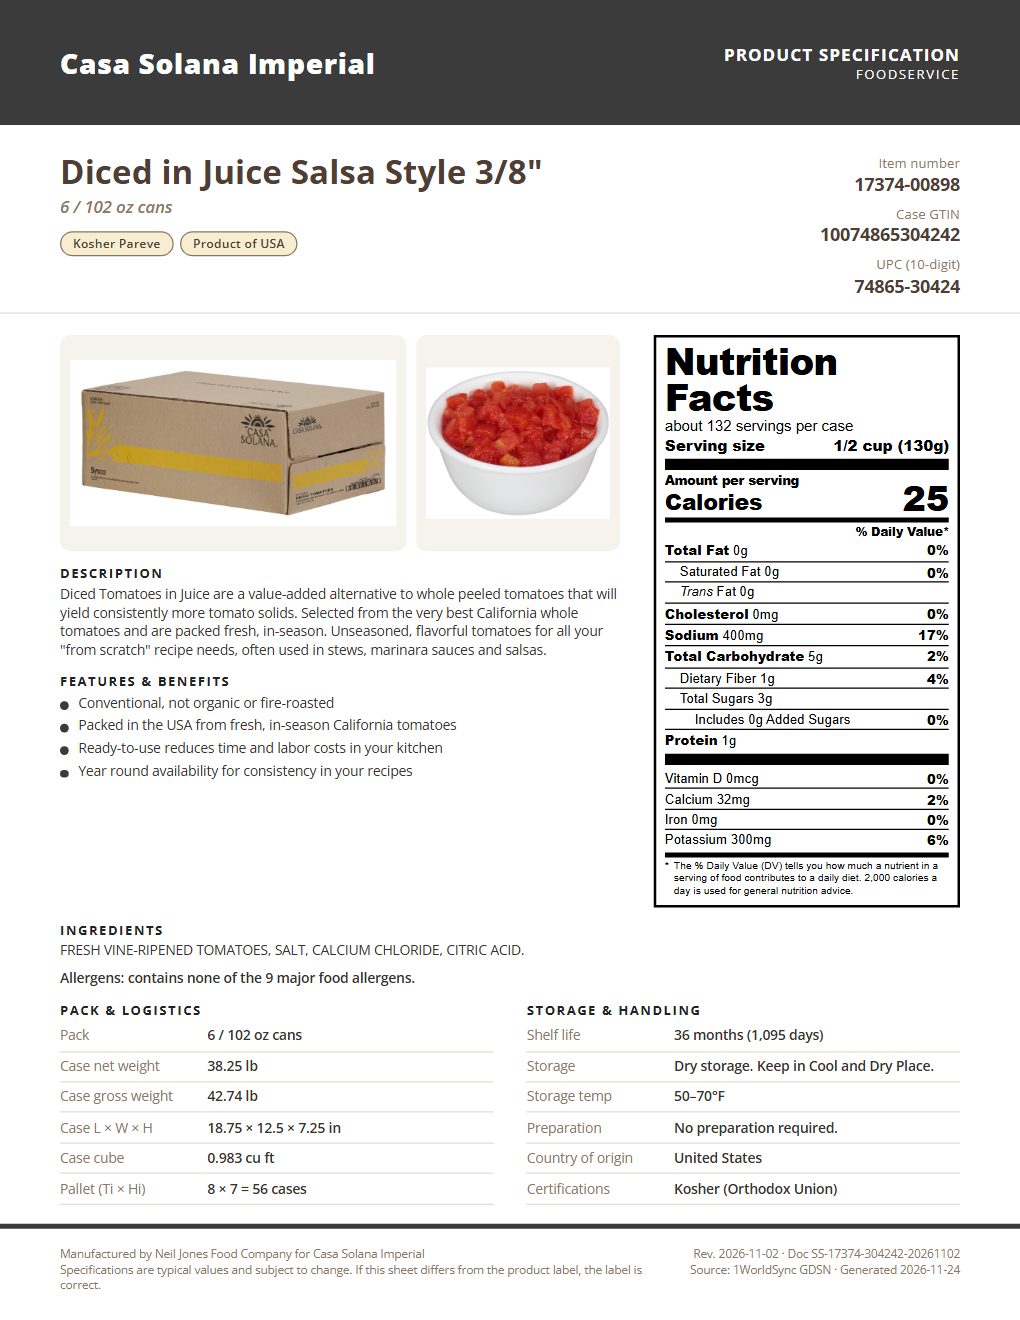 Casa Solana Imperial
PRODUCT SPECIFICATION
FOODSERVICE
Diced in Juice Salsa Style 3/8"
6 / 102 oz cans
Kosher Pareve
Product of USA
Item number
17374-00898
Case GTIN
10074865304242
UPC (10-digit)
74865-30424
CASA
SOLANA
CASA
SOLANA
Sysco
DICED TOMATOES
DESCRIPTION
Diced Tomatoes in Juice are a value-added alternative to whole peeled tomatoes that will
yield consistently more tomato solids. Selected from the very best California whole
tomatoes and are packed fresh, in-season. Unseasoned, flavorful tomatoes for all your
"from scratch" recipe needs, often used in stews, marinara sauces and salsas.
FEATURES & BENEFITS
Conventional, not organic or fire-roasted
Packed in the USA from fresh, in-season California tomatoes
Ready-to-use reduces time and labor costs in your kitchen
Year round availability for consistency in your recipes
Nutrition
Facts
about 132 servings per case
Serving size 1/2 cup (130g)
Amount per serving
Calories 25
% Daily Value*
Total Fat 0g 0%
Saturated Fat 0g 0%
Trans Fat 0g
Cholesterol 0mg 0%
Sodium 400mg 17%
Total Carbohydrate 5g 2%
Dietary Fiber 1g 4%
Total Sugars 3g
Includes 0g Added Sugars 0%
Protein 1g
Vitamin D 0mcg 0%
Calcium 32mg 2%
Iron 0mg 0%
Potassium 300mg 6%
* The % Daily Value (DV) tells you how much a nutrient in a
serving of food contributes to a daily diet. 2,000 calories a
day is used for general nutrition advice.
INGREDIENTS
FRESH VINE-RIPENED TOMATOES, SALT, CALCIUM CHLORIDE, CITRIC ACID.
Allergens: contains none of the 9 major food allergens.
PACK & LOGISTICS
Pack 6 / 102 oz cans
Case net weight 38.25 lb
Case gross weight 42.74 lb
Case L × W × H 18.75 × 12.5 × 7.25 in
Case cube 0.983 cu ft
Pallet (Ti × Hi) 8 × 7 = 56 cases
STORAGE & HANDLING
Shelf life 36 months (1,095 days)
Storage Dry storage. Keep in Cool and Dry Place.
Storage temp 50–70°F
Preparation No preparation required.
Country of origin United States
Certifications Kosher (Orthodox Union)
Manufactured by Neil Jones Food Company for Casa Solana Imperial
Specifications are typical values and subject to change. If this sheet differs from the product label, the label is
correct.
Rev. 2026-11-02 · Doc SS-17374-304242-20261102
Source: 1WorldSync GDSN · Generated 2026-11-24